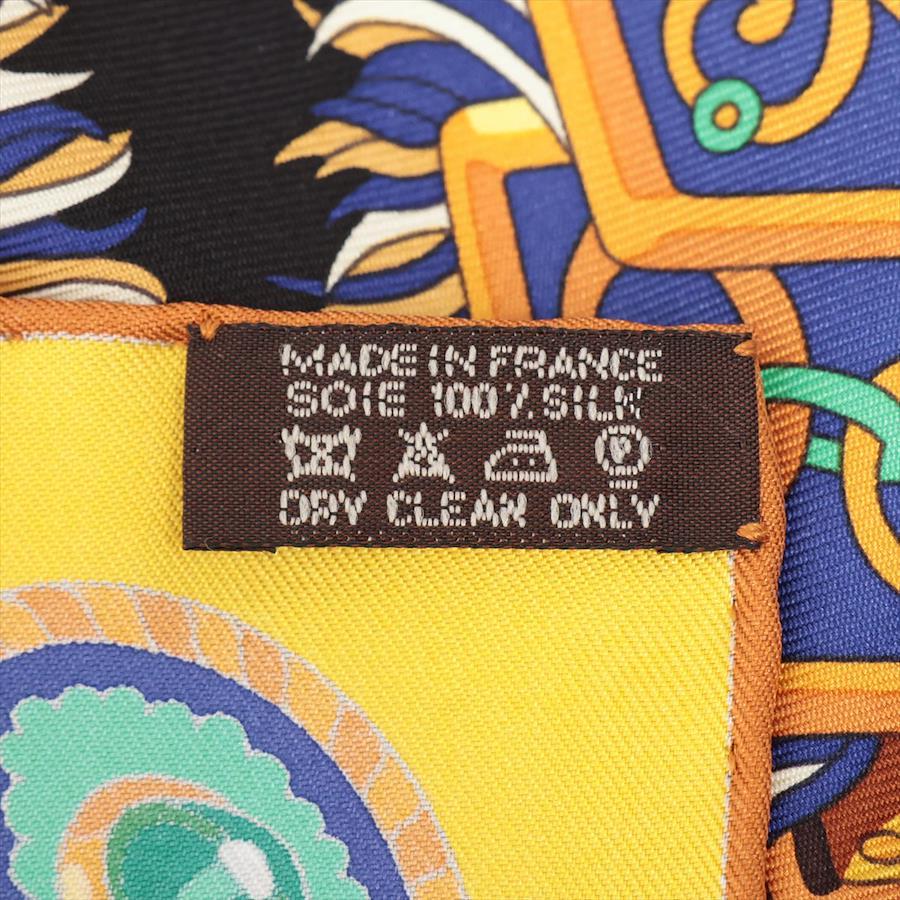 MADE IN FRANCE
SOIE 100% SILK
P
DRY CLEAN ONLY